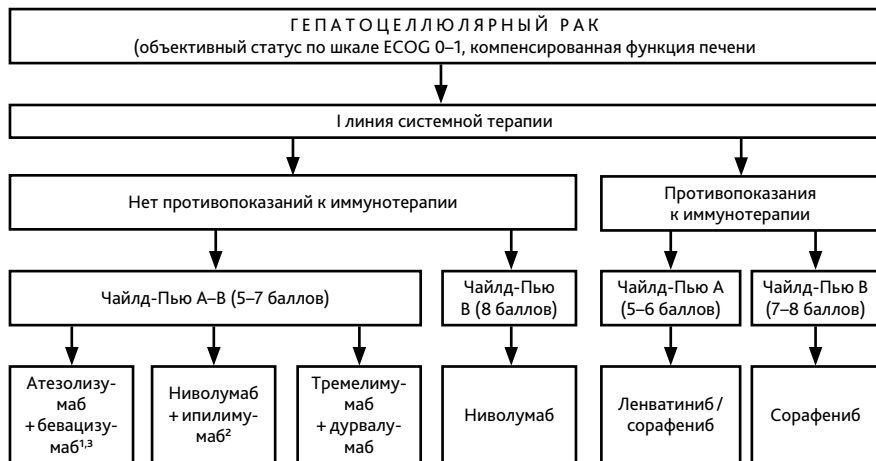 ГЕПАТОЦЕЛЛЮЛЯРНЫЙ РАК
(объективный статус по шкале ECOG 0–1, компенсированная функция печени
I линия системной терапии
Нет противопоказаний к иммунотерапии
Противопоказания
к иммунотерапии
Чайлд-Пью А–В (5–7 баллов)
Чайлд-Пью
В (8 баллов)
Чайлд-Пью А
(5–6 баллов)
Чайлд-Пью В
(7–8 баллов)
Атезолизу-
маб
+ бевацизу-
маб¹,³
Ниволумаб
+ ипилиму-
маб²
Тремелиму-
маб
+ дурвалу-
маб
Ниволумаб
Ленватиниб /
сорафениб
Сорафениб